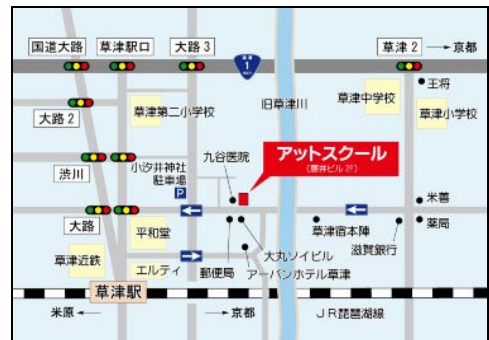 国道大路
草津駅口
大路3
草津2
→京都
国道
1
王将
大路2
草津第二小学校
旧草津川
草津中学校
草津小学校
アットスクール
九谷医院
渋川
小汐井神社
駐車場
P
米善
大路
平和堂
草津宿本陣
滋賀銀行
薬局
大丸ソイビル
草津近鉄
エルティ
郵便局
アーバンホテル草津
草津駅
米原←
→京都
JR琵琶湖線